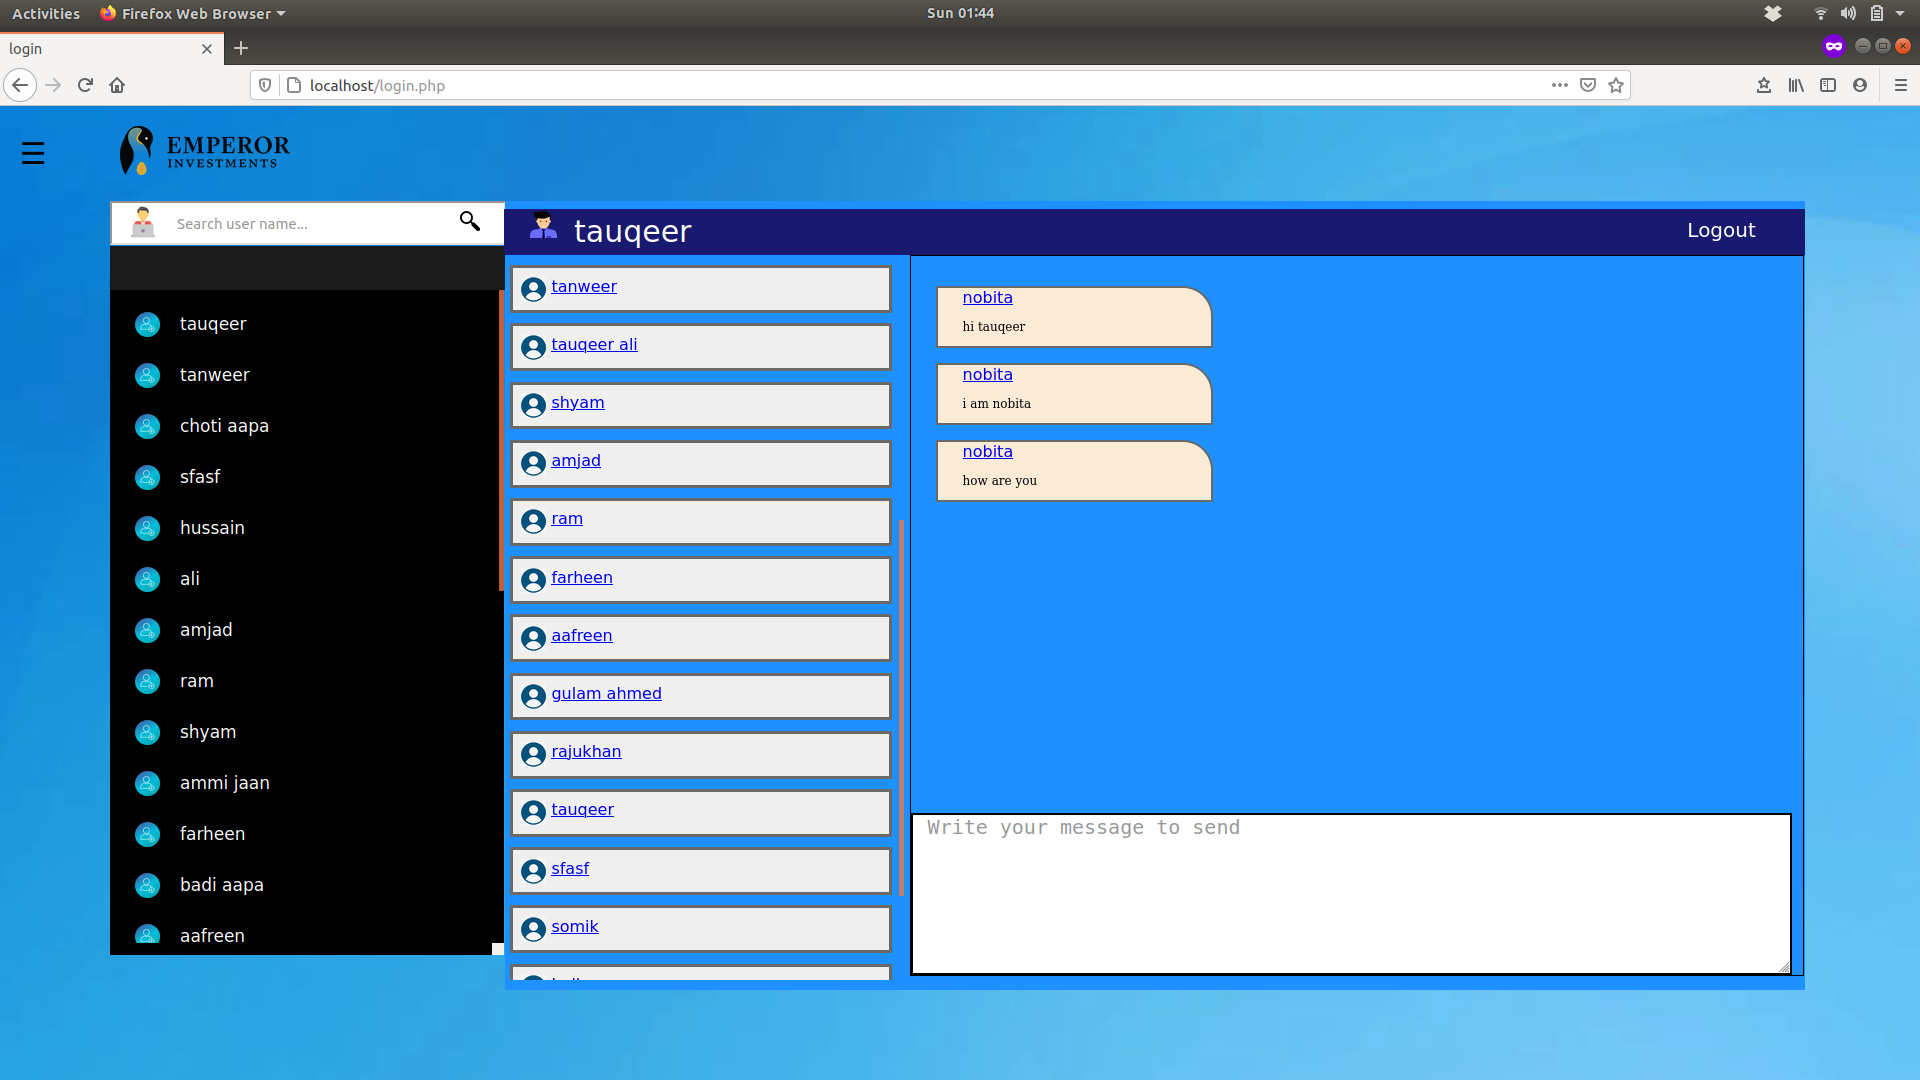 Activities
Firefox Web Browser
Sun 01:44
login
localhost/login.php
EMPEROR
INVESTMENTS
Search user name...
tauqeer
Logout
tauqeer
tanweer
choti aapa
sfasf
hussain
ali
amjad
ram
shyam
ammi jaan
farheen
badi aapa
aafreen
tanweer
tauqeer ali
shyam
amjad
ram
farheen
aafreen
gulam ahmed
rajukhan
tauqeer
sfasf
somik
nobita
hi tauqeer
nobita
i am nobita
nobita
how are you
Write your message to send